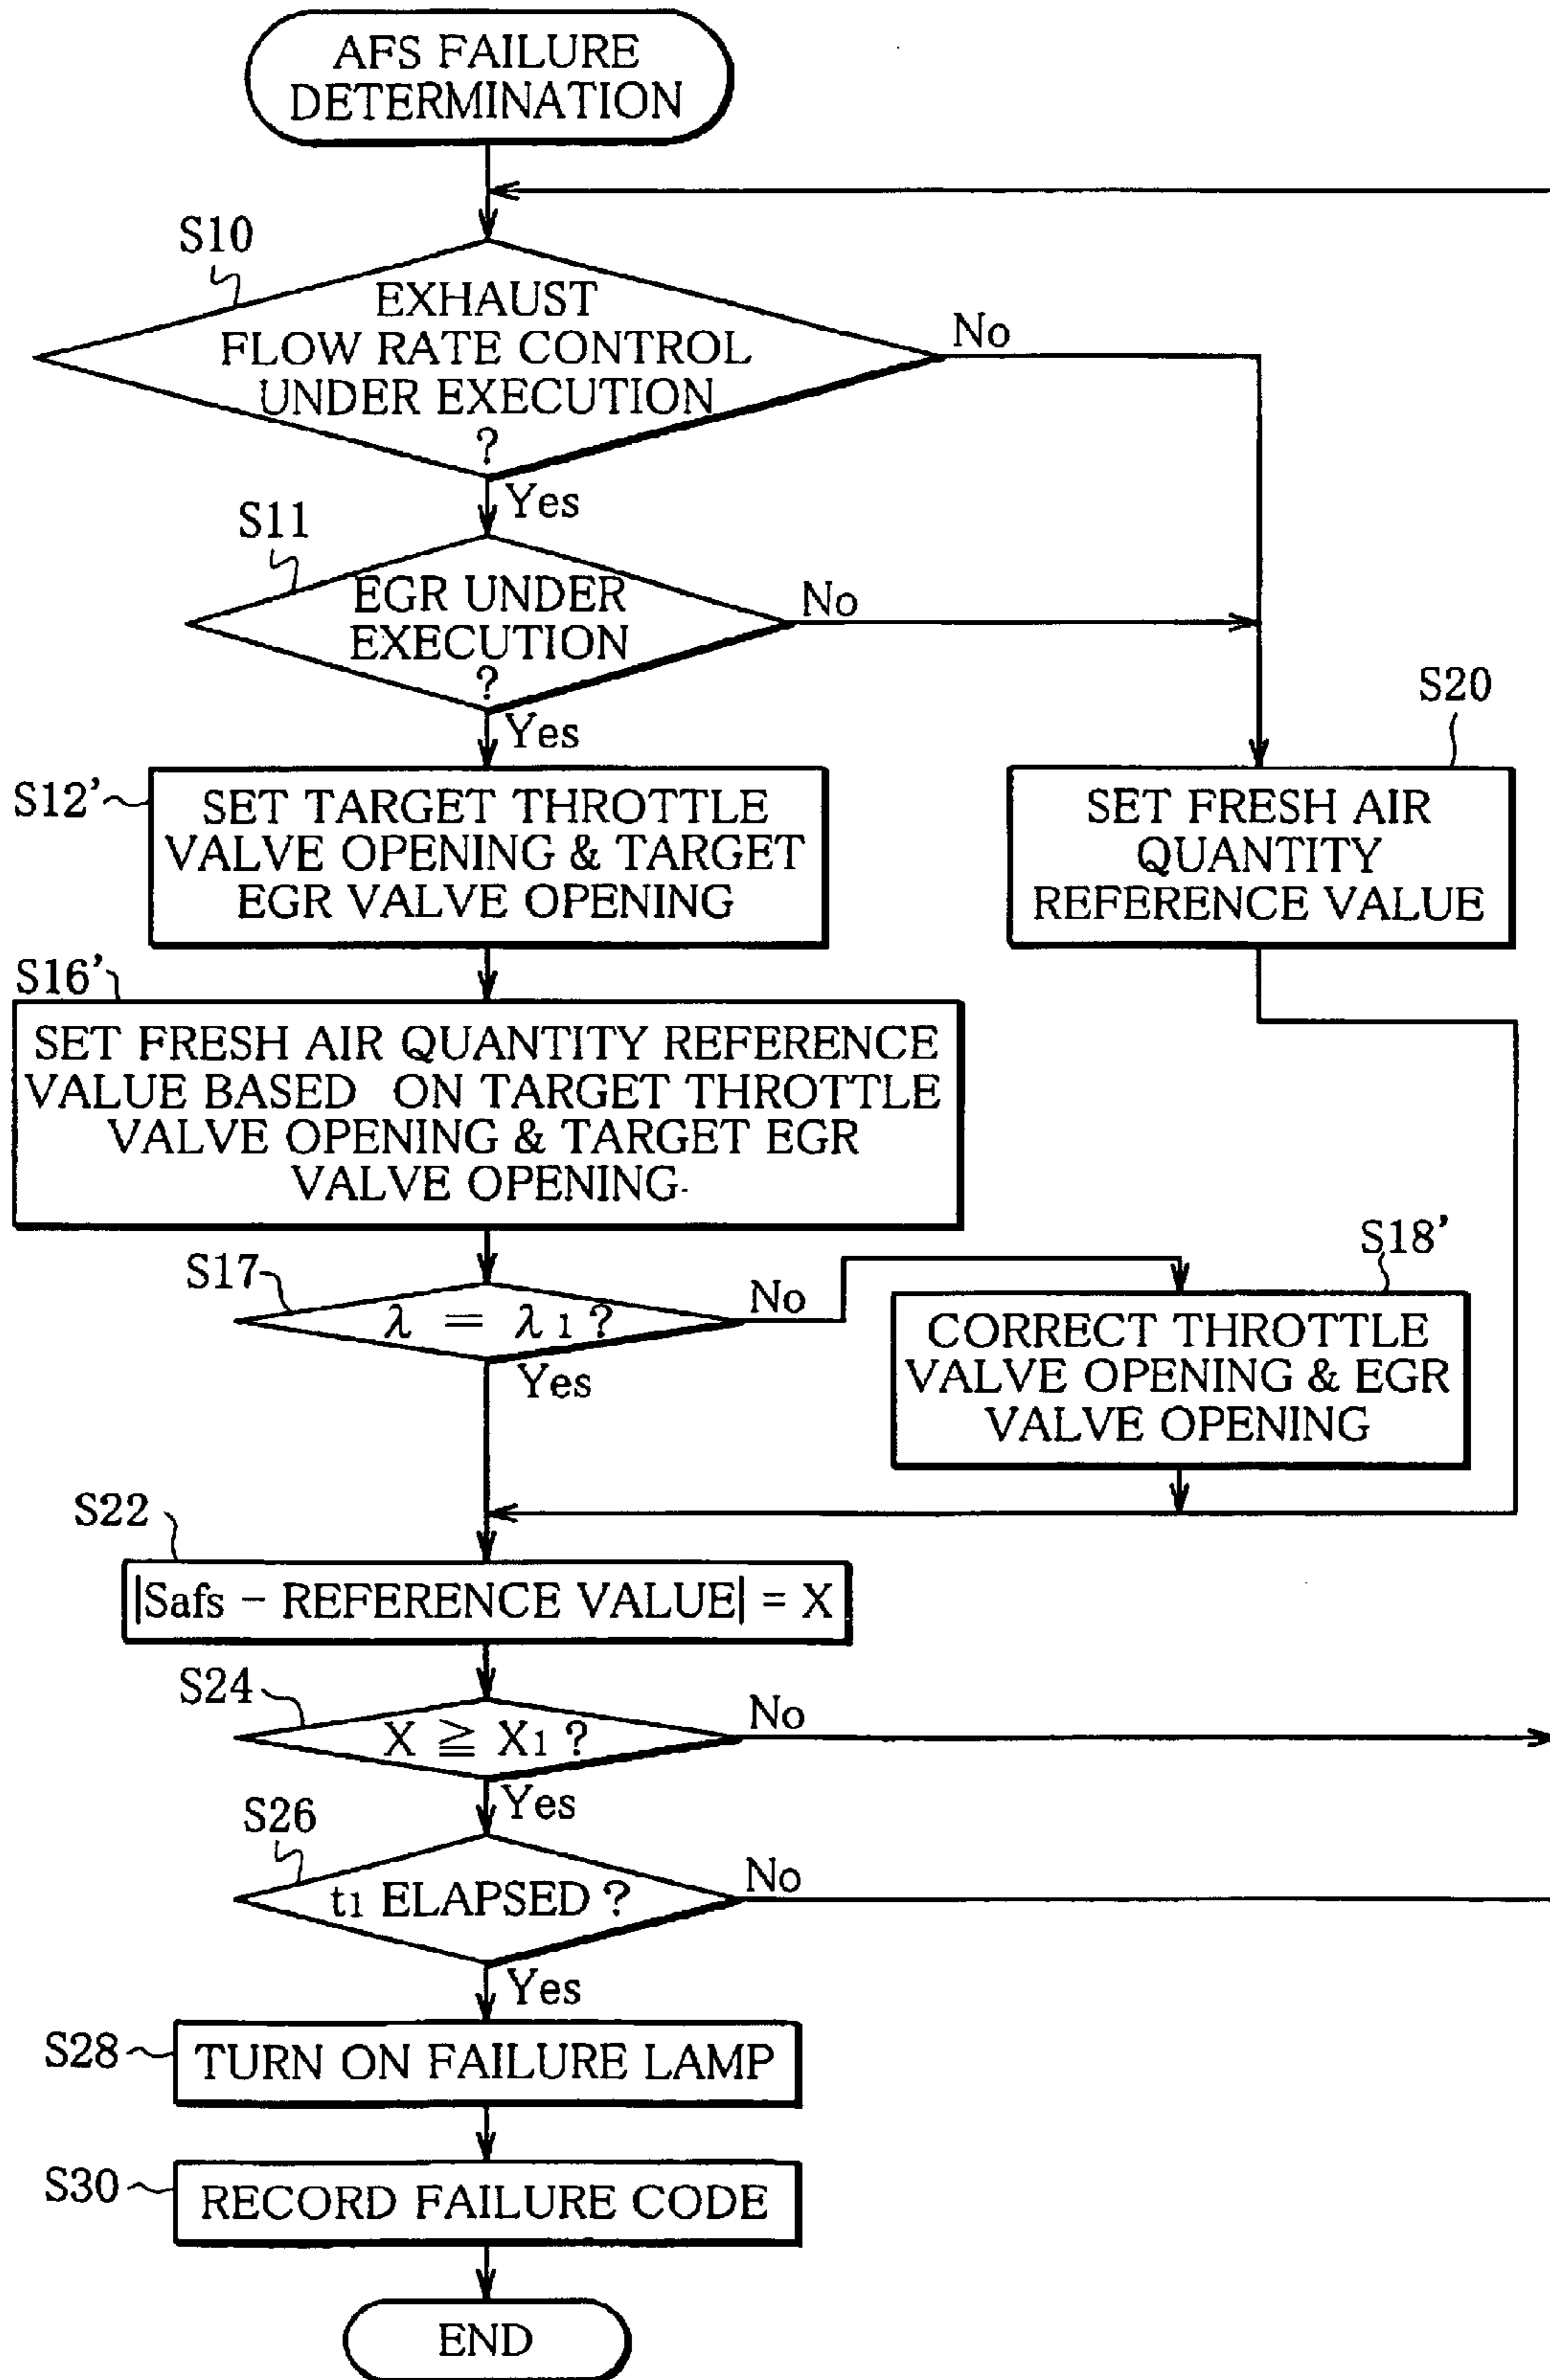 AFS FAILURE
DETERMINATION
S10
EXHAUST
FLOW RATE CONTROL
UNDER EXECUTION
?
No
Yes
S11
EGR UNDER
EXECUTION
?
No
Yes
S12'
SET TARGET THROTTLE
VALVE OPENING & TARGET
EGR VALVE OPENING
S20
SET FRESH AIR
QUANTITY
REFERENCE VALUE
S16'
SET FRESH AIR QUANTITY REFERENCE
VALUE BASED ON TARGET THROTTLE
VALVE OPENING & TARGET EGR
VALVE OPENING
S17
λ = λ1 ?
No
Yes
S18'
CORRECT THROTTLE
VALVE OPENING & EGR
VALVE OPENING
S22
|Safs − REFERENCE VALUE| = X
S24
X ≧ X1 ?
No
Yes
S26
t1 ELAPSED ?
No
Yes
S28
TURN ON FAILURE LAMP
S30
RECORD FAILURE CODE
END